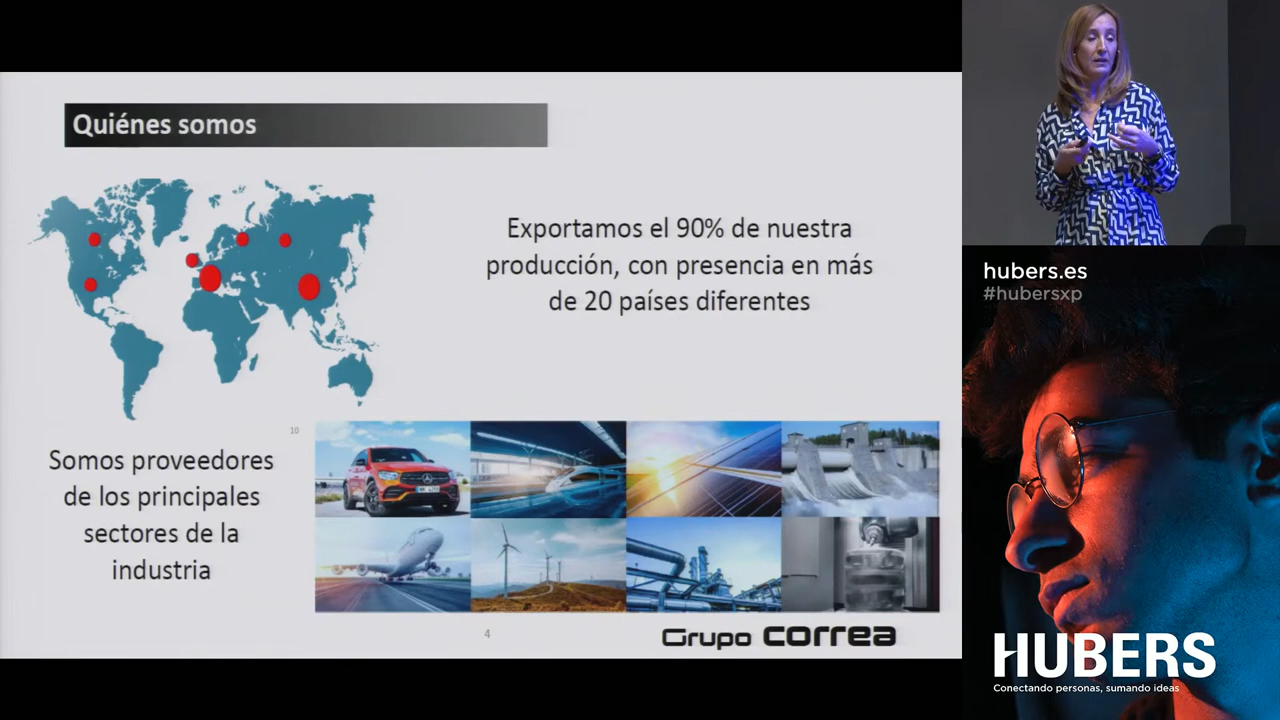 Quiénes somos
Exportamos el 90% de nuestra
producción, con presencia en más
de 20 países diferentes
10
Somos proveedores
de los principales
sectores de la
industria
4
Grupo correa
hubers.es
#hubersxp
HUBERS
Conectando personas, sumando ideas